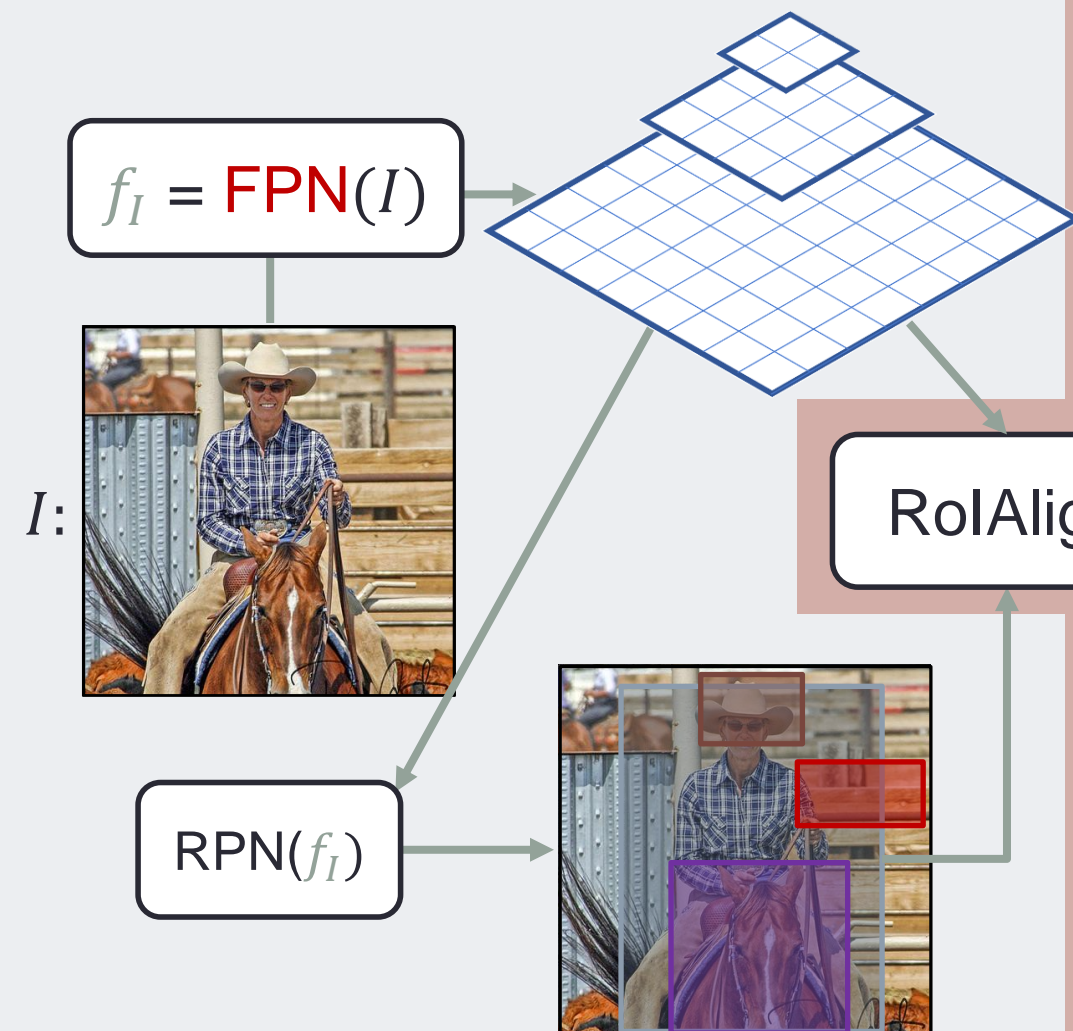 f_I = FPN(I)
I:
RoIAlig
RPN(f_I)